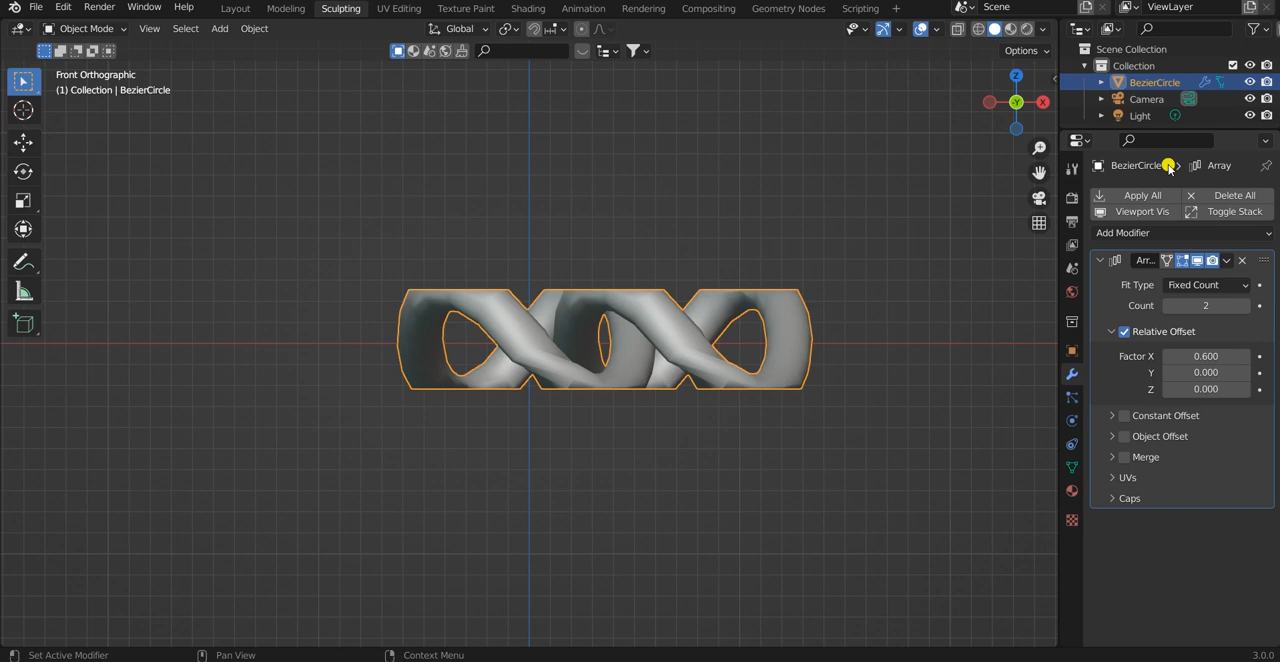 File Edit Render Window Help Layout Modeling Sculpting UV Editing Texture Paint Shading Animation Rendering Compositing Geometry Nodes Scripting + Scene ViewLayer
Object Mode View Select Add Object Global
Options
Front Orthographic
(1) Collection | BezierCircle
Z
X
-Y
Scene Collection
Collection
BezierCircle
Camera
Light
BezierCircle Array
Apply All Delete All
Viewport Vis Toggle Stack
Add Modifier
Arr...
Fit Type Fixed Count
Count 2
Relative Offset
Factor X 0.600
Y 0.000
Z 0.000
Constant Offset
Object Offset
Merge
UVs
Caps
Set Active Modifier Pan View Context Menu 3.0.0